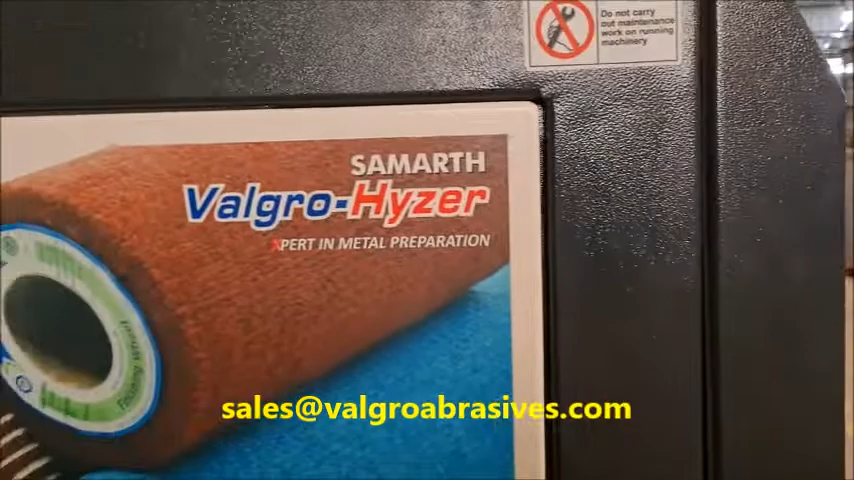 Do not carry
out maintenance
work on running
machinery
SAMARTH
Valgro-Hyzer
XPERT IN METAL PREPARATION
sales@valgroabrasives.com